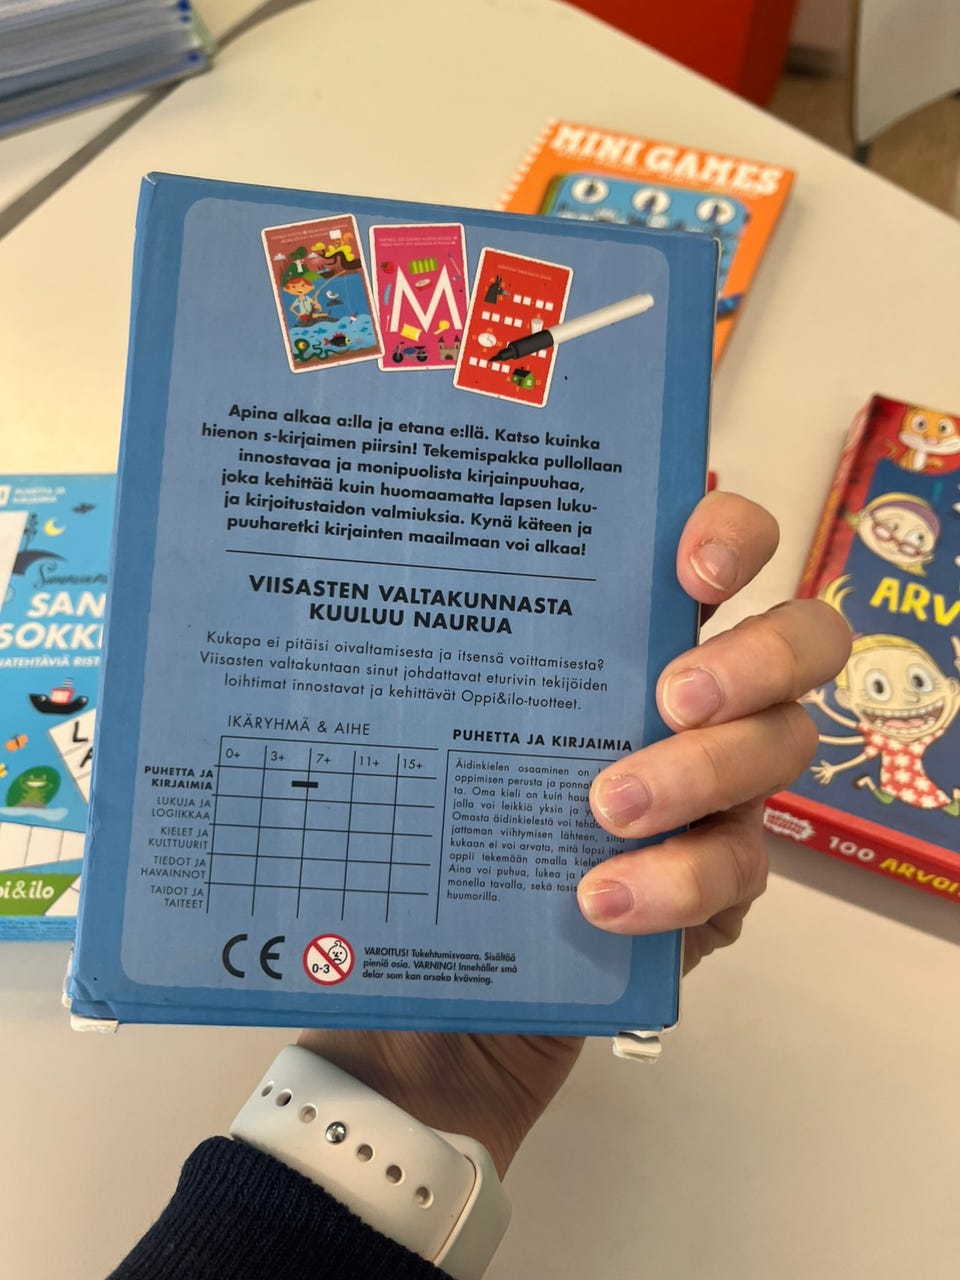 MINI GAMES
M
Apina alkaa a:lla ja etana e:llä. Katso kuinka
hienon s-kirjaimen piirsin! Tekemispakka pullollaan
innostavaa ja monipuolista kirjainpuuhaa,
joka kehittää kuin huomaamatta lapsen luku-
ja kirjoitustaidon valmiuksia. Kynä käteen ja
puuharetki kirjainten maailmaan voi alkaa!
VIISASTEN VALTAKUNNASTA
KUULUU NAURUA
Kukapa ei pitäisi oivaltamisesta ja itsensä voittamisesta?
Viisasten valtakuntaan sinut johdattavat eturivin tekijöiden
loihtimat innostavat ja kehittävät Oppi&ilo-tuotteet.
IKÄRYHMÄ & AIHE
0+ 3+ 7+ 11+ 15+
PUHETTA JA
KIRJAIMIA
LUKUJA JA
LOGIIKKAA
KIELET JA
KULTTUURIT
TIEDOT JA
HAVAINNOT
TAIDOT JA
TAITEET
PUHETTA JA KIRJAIMIA
Äidinkielen osaaminen on
oppimisen perusta ja
ta. Oma kieli on kuin
jolla voi leikkiä yksin ja
Omasta äidinkielestä voi
jattoman viihtymisen lähteen,
kukaan ei voi arvata, mitä lapsi
oppii tekemään omalla
Aina voi puhua, lukea ja
monella tavalla, sekä
huumorilla.
CE
0-3
VAROITUS! Tukehtumisvaara. Sisältää
pieniä osia. VARNING! Innehåller små
delar som kan orsaka kvävning.
PUHETTA JA
KIRJAIMIA
SAN
SOKK
L
A
pi&ilo
ARV
100 ARVOI